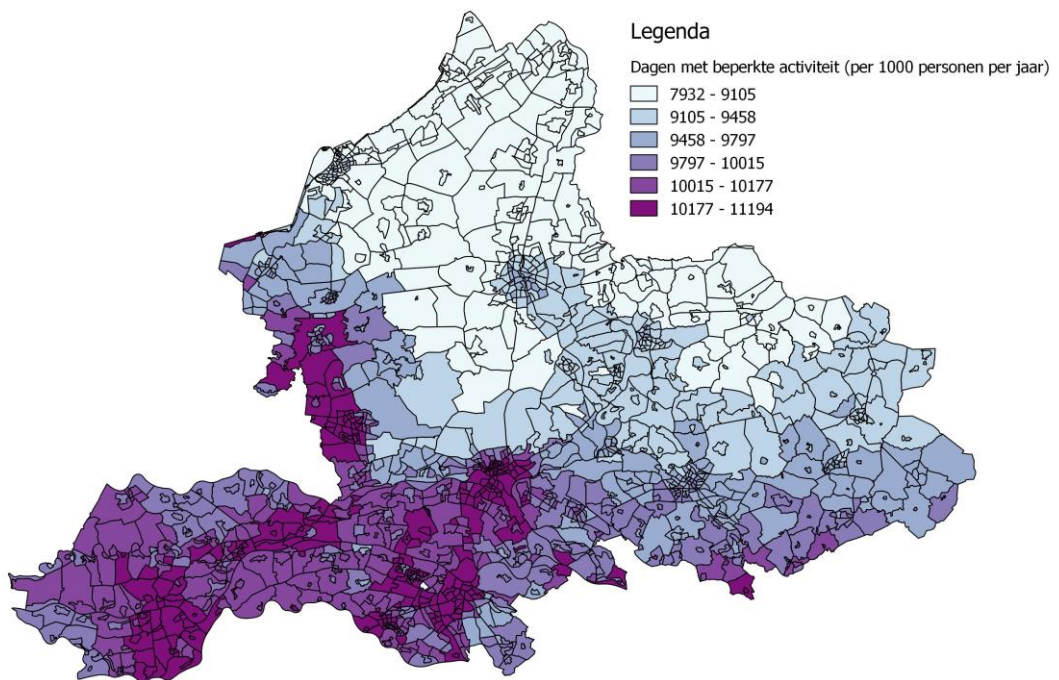 Legenda
Dagen met beperkte activiteit (per 1000 personen per jaar)
7932 - 9105
9105 - 9458
9458 - 9797
9797 - 10015
10015 - 10177
10177 - 11194